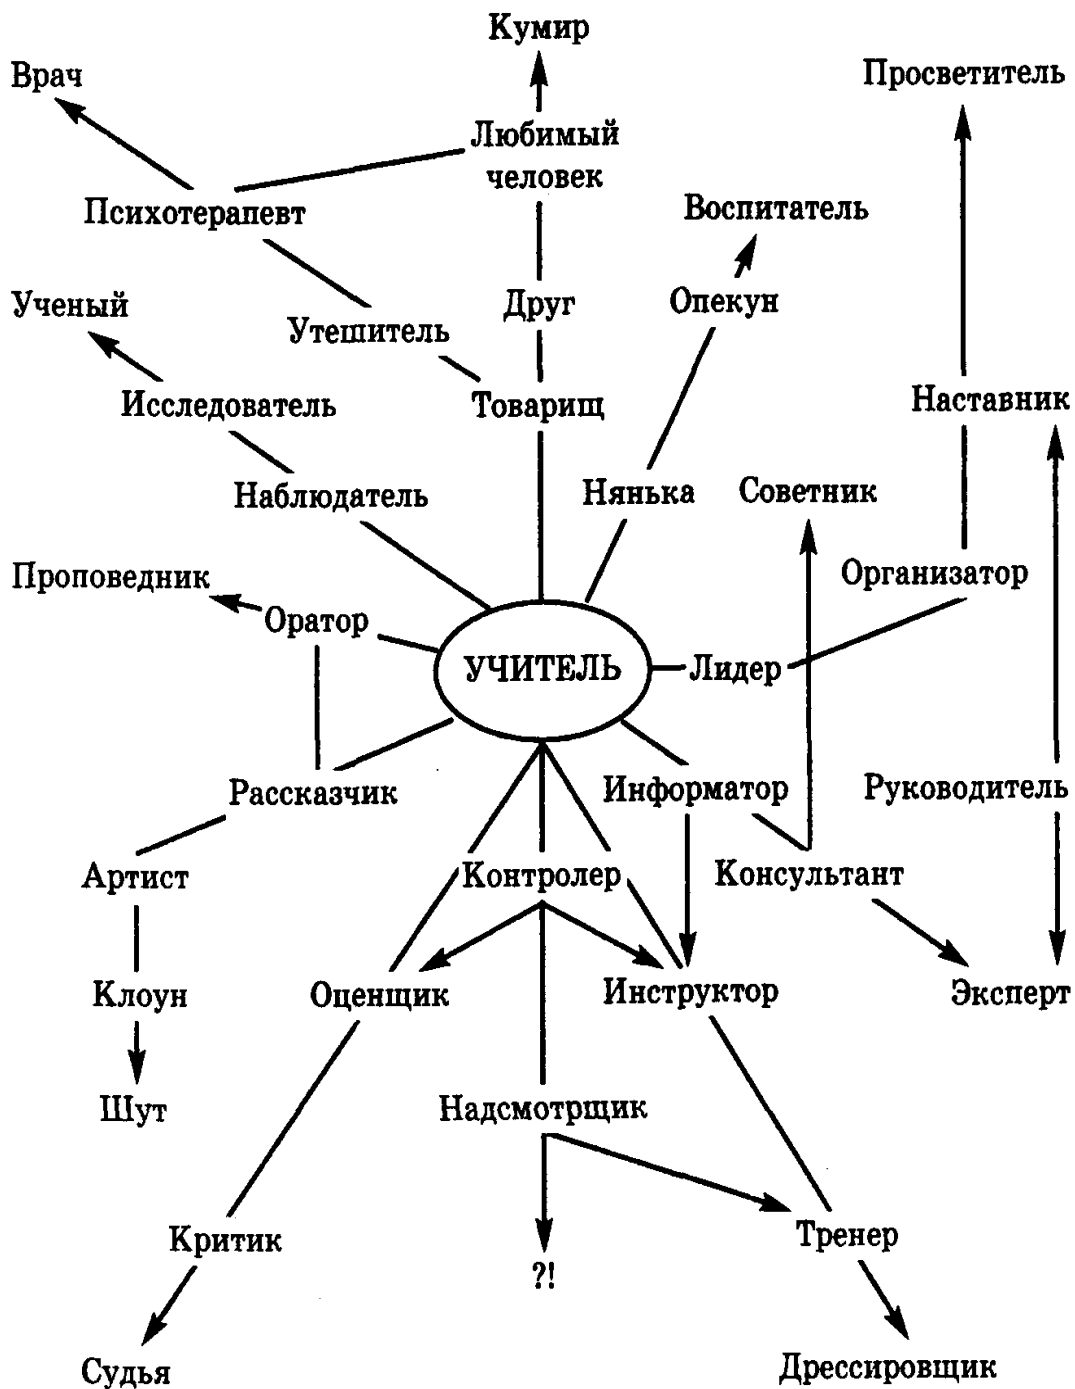 Кумир
Врач
Просветитель
Любимый
человек
Психотерапевт
Воспитатель
Ученый
Друг
Опекун
Утешитель
Исследователь
Товарищ
Наставник
Наблюдатель
Нянька
Советник
Проповедник
Организатор
Оратор
УЧИТЕЛЬ
Лидер
Рассказчик
Информатор
Руководитель
Артист
Контролер
Консультант
Клоун
Оценщик
Инструктор
Эксперт
Шут
Надсмотрщик
Критик
Тренер
?!
Судья
Дрессировщик